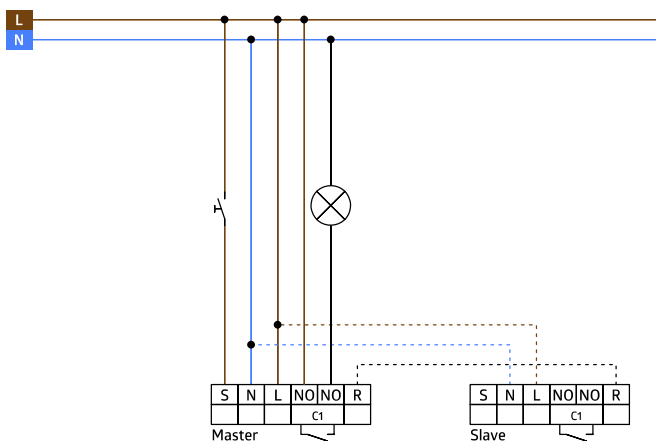 L
N
S N L NO NO R S N L NO NO R
C1 C1
Master Slave